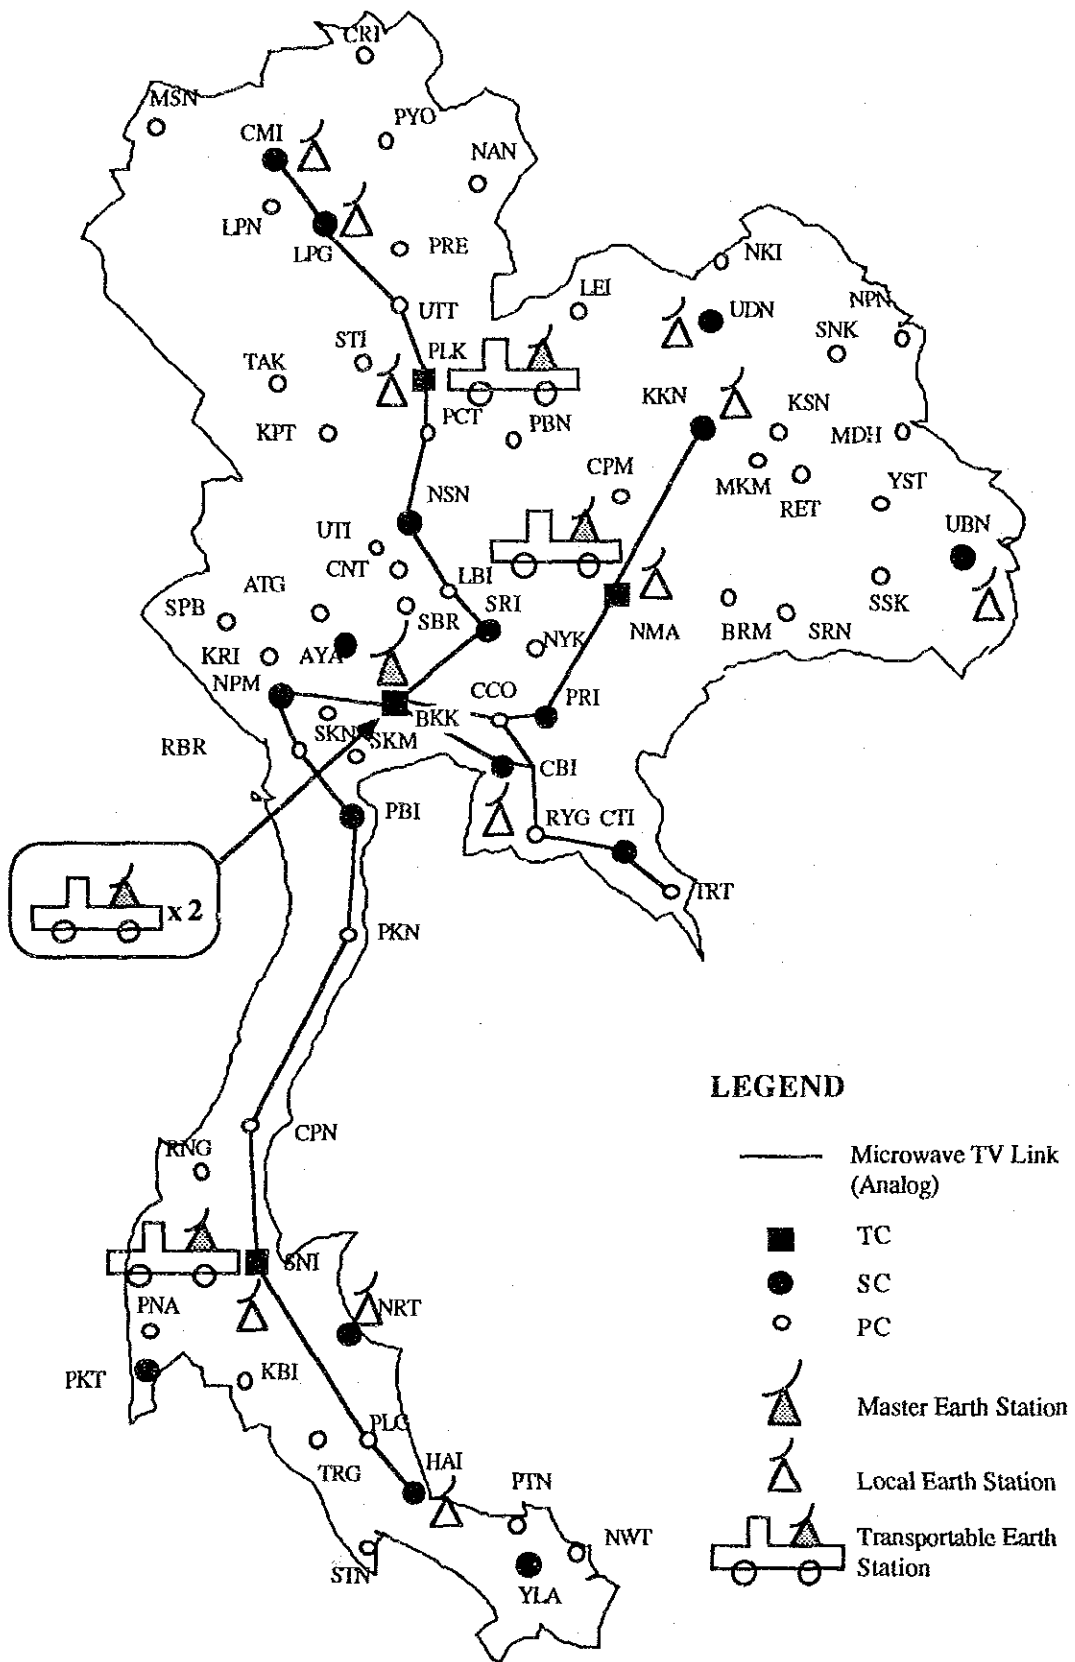 CRI
MSN
PYO
CMI
NAN
LPN
LPG
PRE
NKI
LEI
UTT
UDN
NPN
SNK
STI
PLK
TAK
KKN
KSN
PCT
PBN
KPT
MDH
CPM
MKM
RET
YST
NSN
UBN
UTI
CNT
LBI
ATG
SRI
SPB
SBR
SSK
NYK
NMA
BRM
SRN
KRI
AYA
NPM
CCO
PRI
BKK
SKN
SKM
RBR
CBI
PBI
RYG CTI
TRT
x 2
PKN
LEGEND
CPN
RNG
Microwave TV Link
(Analog)
TC
SNI
SC
PNA
NRT
PC
PKT
KBI
Master Earth Station
PLG
HAI
TRG
PTN
Local Earth Station
NWT
Transportable Earth
Station
STN
YLA